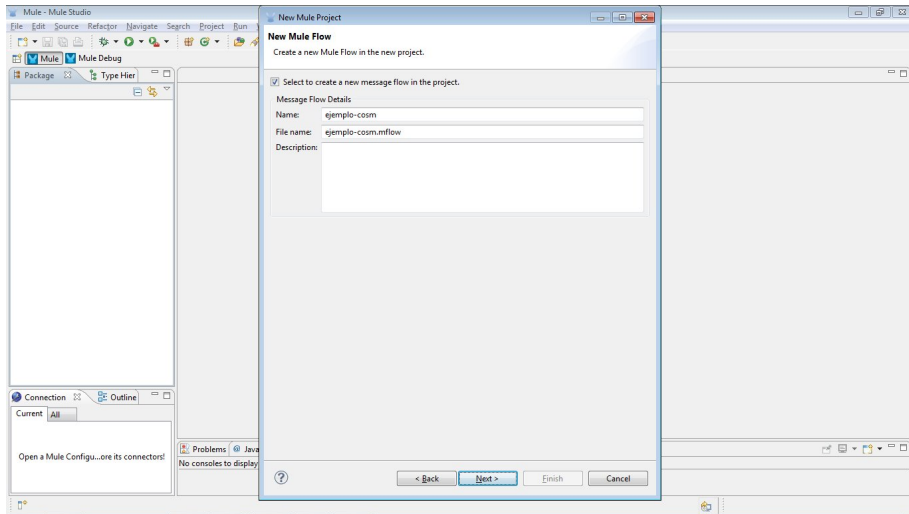 Mule - Mule Studio
File Edit Source Refactor Navigate Search Project Run
Mule Mule Debug
Package Type Hier
Connection Outline
Current All
Open a Mule Configu...ore its connectors!
Problems @ Java
No consoles to display
New Mule Project
New Mule Flow
Create a new Mule Flow in the new project.
Select to create a new message flow in the project.
Message Flow Details
Name: ejemplo-cosm
File name: ejemplo-cosm.mflow
Description:
? < Back Next > Finish Cancel